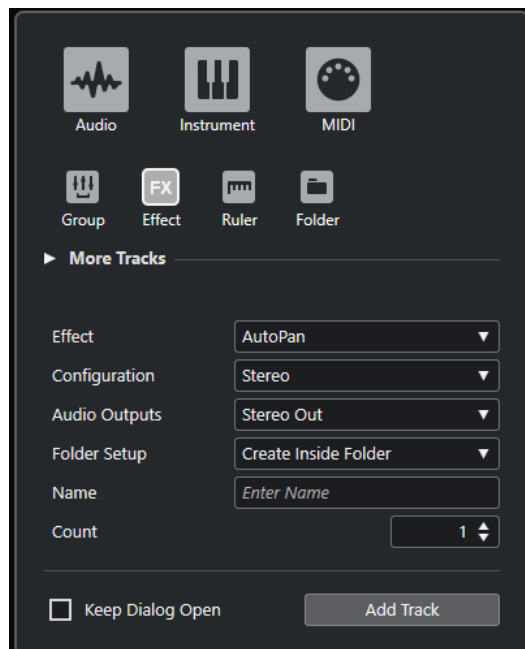 Audio Instrument MIDI
FX
Group Effect Ruler Folder
More Tracks
Effect AutoPan
Configuration Stereo
Audio Outputs Stereo Out
Folder Setup Create Inside Folder
Name Enter Name
Count 1
Keep Dialog Open Add Track